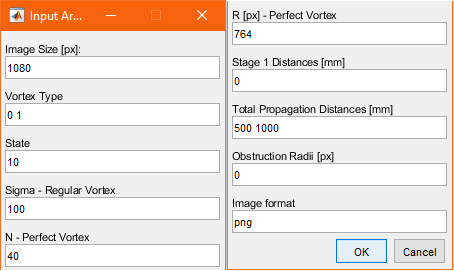 Input Ar...
Image Size [px]:
1080
Vortex Type
0 1
State
10
Sigma - Regular Vortex
100
N - Perfect Vortex
40
R [px] - Perfect Vortex
764
Stage 1 Distances [mm]
0
Total Propagation Distances [mm]
500 1000
Obstruction Radii [px]
0
Image format
png
OK Cancel